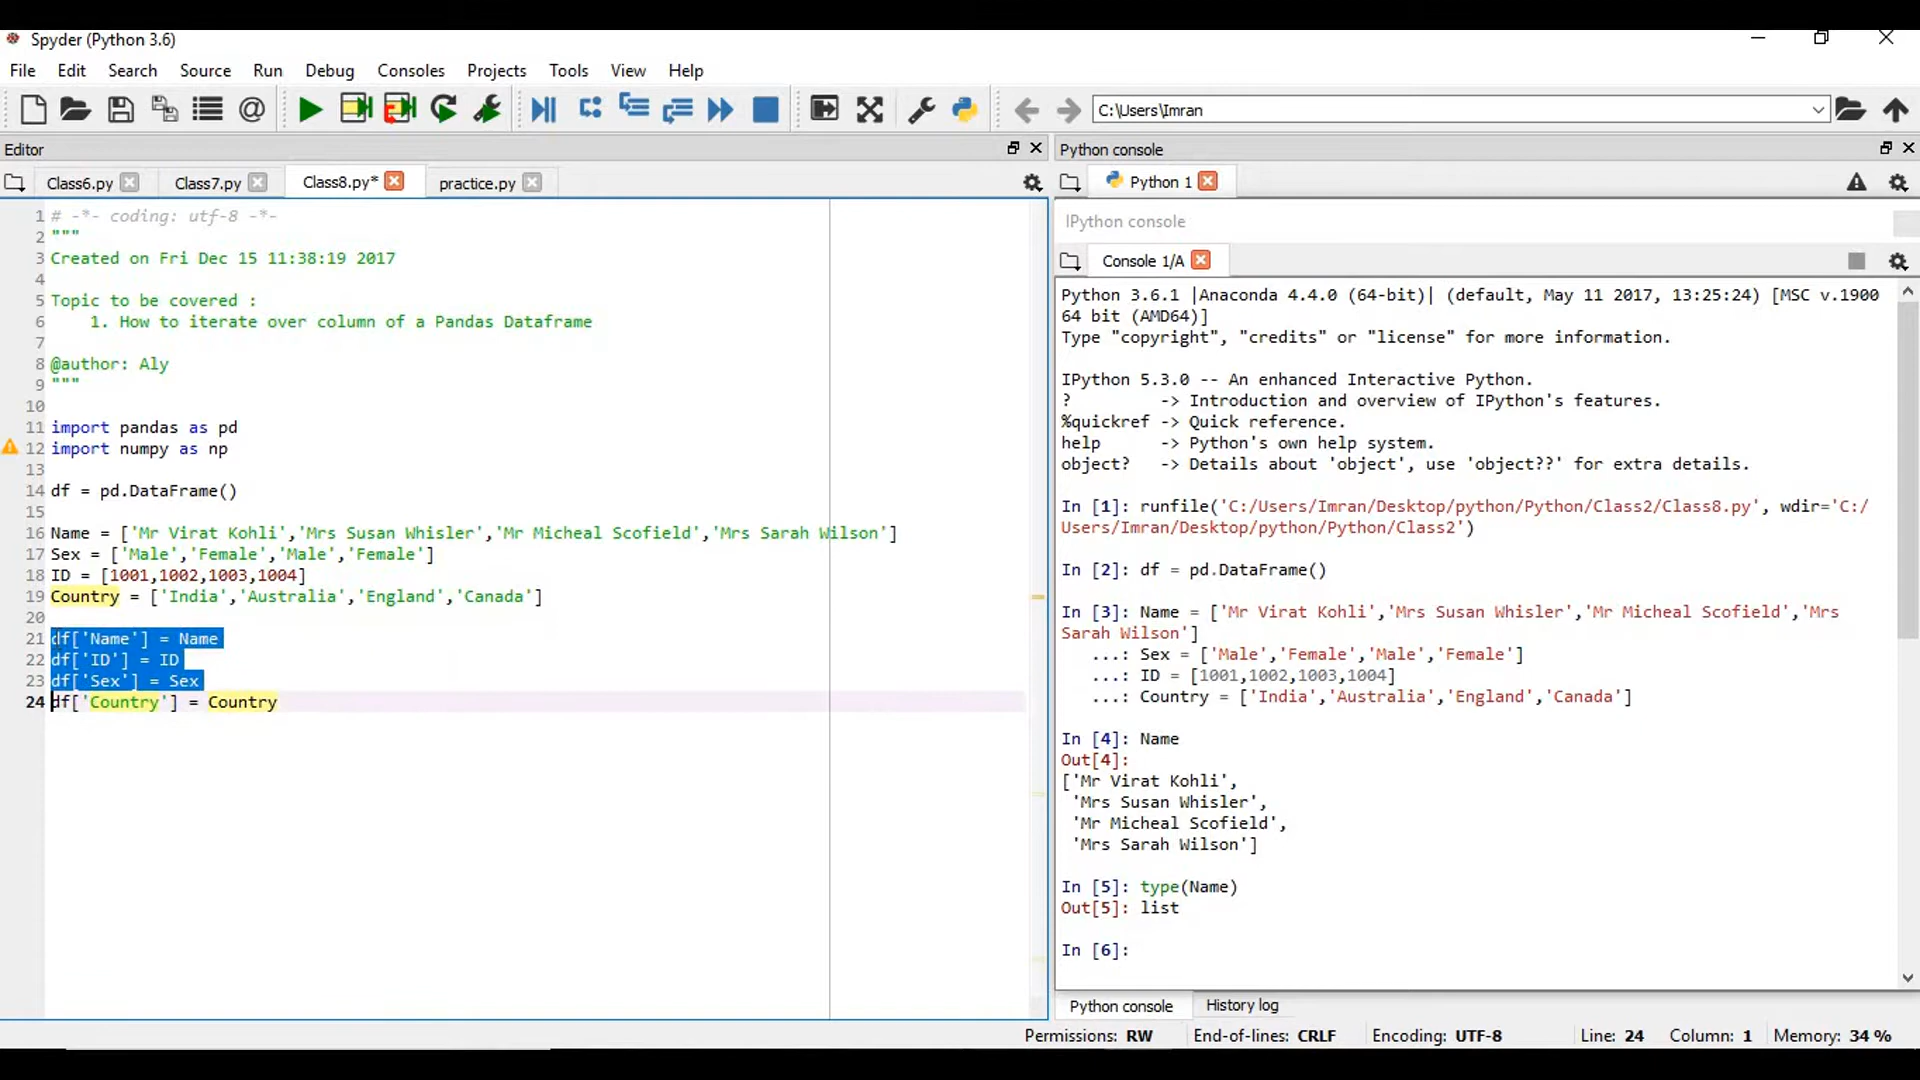 Spyder (Python 3.6)
File Edit Search Source Run Debug Consoles Projects Tools View Help
C:\Users\Imran
Editor
Class6.py Class7.py Class8.py* practice.py
1 # -*- coding: utf-8 -*-
2 """
3 Created on Fri Dec 15 11:38:19 2017
4
5 Topic to be covered :
6     1. How to iterate over column of a Pandas Dataframe
7
8 @author: Aly
9 """
10
11 import pandas as pd
12 import numpy as np
13
14 df = pd.DataFrame()
15
16 Name = ['Mr Virat Kohli','Mrs Susan Whisler','Mr Micheal Scofield','Mrs Sarah Wilson']
17 Sex = ['Male','Female','Male','Female']
18 ID = [1001,1002,1003,1004]
19 Country = ['India','Australia','England','Canada']
20
21 df['Name'] = Name
22 df['ID'] = ID
23 df['Sex'] = Sex
24 df['Country'] = Country
Python console
Python 1
IPython console
Console 1/A
Python 3.6.1 |Anaconda 4.4.0 (64-bit)| (default, May 11 2017, 13:25:24) [MSC v.1900
64 bit (AMD64)]
Type "copyright", "credits" or "license" for more information.
IPython 5.3.0 -- An enhanced Interactive Python.
?         -> Introduction and overview of IPython's features.
%quickref -> Quick reference.
help      -> Python's own help system.
object?   -> Details about 'object', use 'object??' for extra details.
In [1]: runfile('C:/Users/Imran/Desktop/python/Python/Class2/Class8.py', wdir='C:/
Users/Imran/Desktop/python/Python/Class2')
In [2]: df = pd.DataFrame()
In [3]: Name = ['Mr Virat Kohli','Mrs Susan Whisler','Mr Micheal Scofield','Mrs
Sarah Wilson']
   ...: Sex = ['Male','Female','Male','Female']
   ...: ID = [1001,1002,1003,1004]
   ...: Country = ['India','Australia','England','Canada']
In [4]: Name
Out[4]:
['Mr Virat Kohli',
 'Mrs Susan Whisler',
 'Mr Micheal Scofield',
 'Mrs Sarah Wilson']
In [5]: type(Name)
Out[5]: list
In [6]:
Python console History log
Permissions: RW End-of-lines: CRLF Encoding: UTF-8 Line: 24 Column: 1 Memory: 34 %